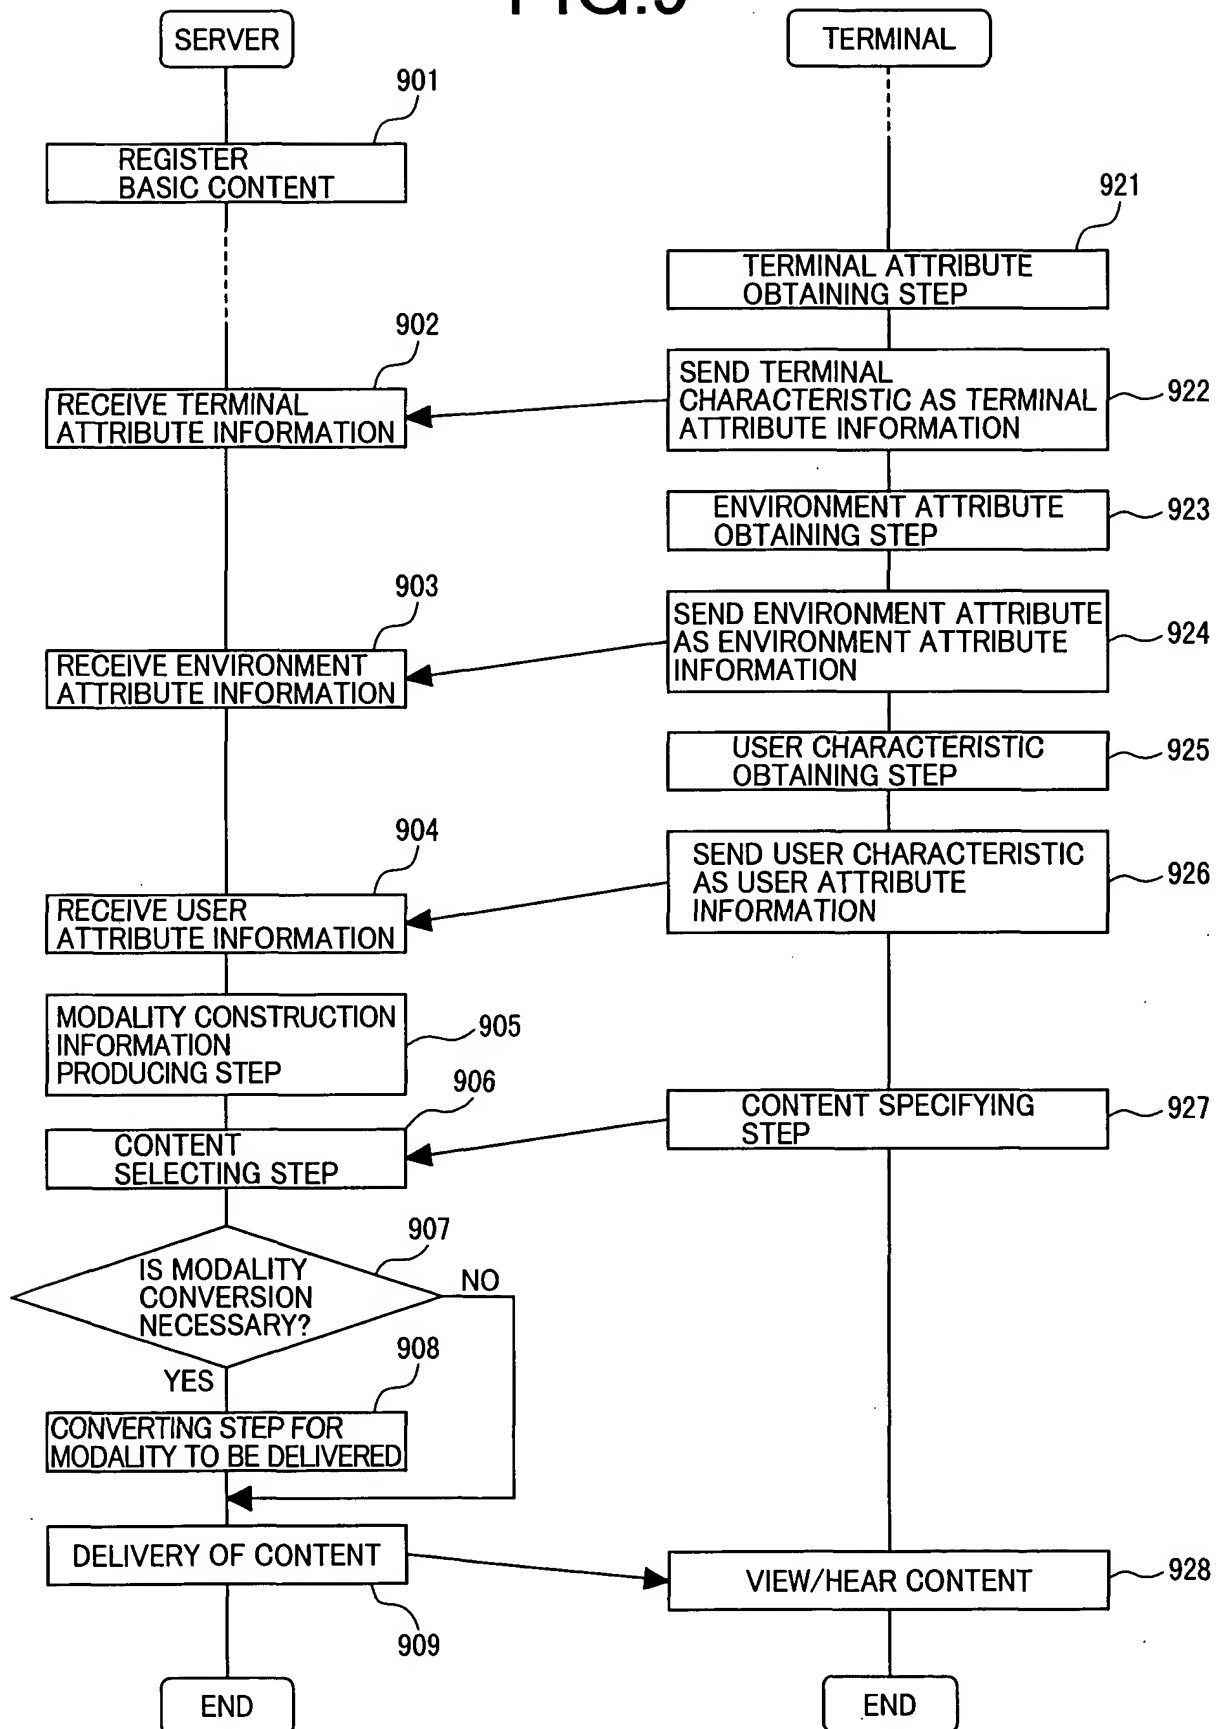 SERVER
TERMINAL
901
REGISTER
BASIC CONTENT
921
TERMINAL ATTRIBUTE
OBTAINING STEP
902
RECEIVE TERMINAL
ATTRIBUTE INFORMATION
SEND TERMINAL
CHARACTERISTIC AS TERMINAL
ATTRIBUTE INFORMATION
922
ENVIRONMENT ATTRIBUTE
OBTAINING STEP
923
903
RECEIVE ENVIRONMENT
ATTRIBUTE INFORMATION
SEND ENVIRONMENT ATTRIBUTE
AS ENVIRONMENT ATTRIBUTE
INFORMATION
924
USER CHARACTERISTIC
OBTAINING STEP
925
904
RECEIVE USER
ATTRIBUTE INFORMATION
SEND USER CHARACTERISTIC
AS USER ATTRIBUTE
INFORMATION
926
MODALITY CONSTRUCTION
INFORMATION
PRODUCING STEP
905
906
CONTENT
SELECTING STEP
CONTENT SPECIFYING
STEP
927
907
IS MODALITY
CONVERSION
NECESSARY?
NO
YES
908
CONVERTING STEP FOR
MODALITY TO BE DELIVERED
DELIVERY OF CONTENT
909
VIEW/HEAR CONTENT
928
END
END